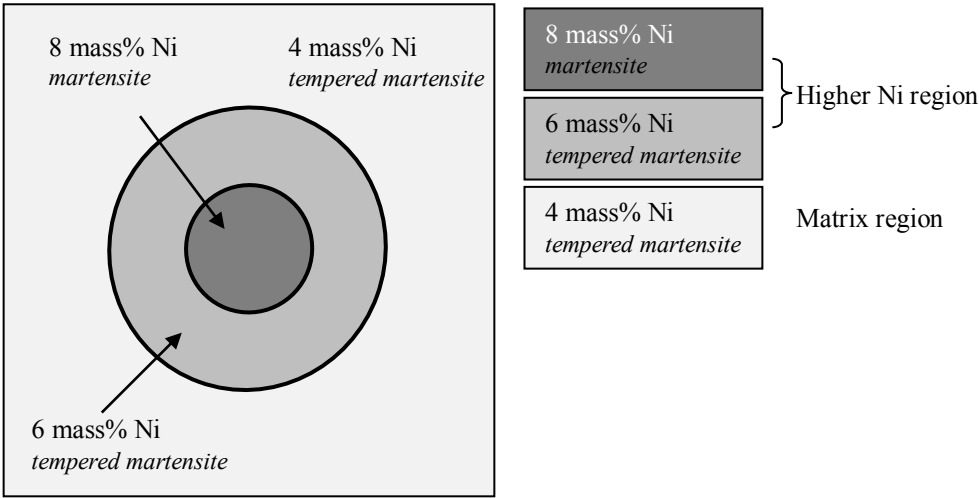 8 mass% Ni
martensite
4 mass% Ni
tempered martensite
6 mass% Ni
tempered martensite
8 mass% Ni
martensite
6 mass% Ni
tempered martensite
Higher Ni region
4 mass% Ni
tempered martensite
Matrix region